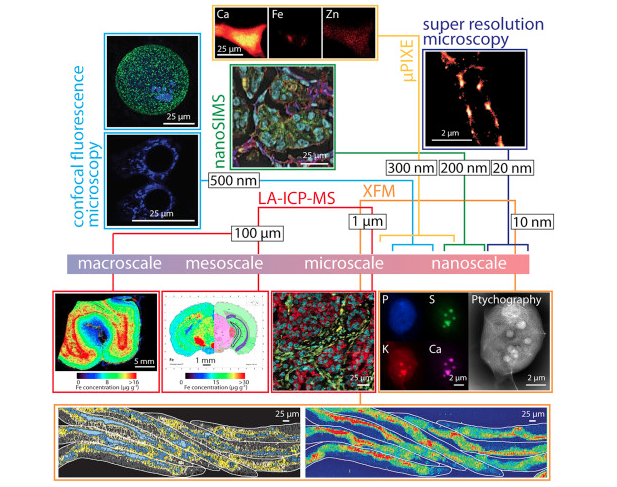 Ca
Fe
Zn
25 µm
super resolution
microscopy
µPIXE
confocal fluorescence
microscopy
25 µm
nanoSIMS
25 µm
2 µm
25 µm
300 nm
200 nm
20 nm
500 nm
XFM
LA-ICP-MS
1 µm
10 nm
100 µm
macroscale
mesoscale
microscale
nanoscale
5 mm
0
8
>16
Fe concentration (µg g⁻¹)
Fe
1 mm
0
15
>30
Fe concentration (µg g⁻¹)
25 µm
P
S
K
Ca
2 µm
Ptychography
2 µm
25 µm
25 µm